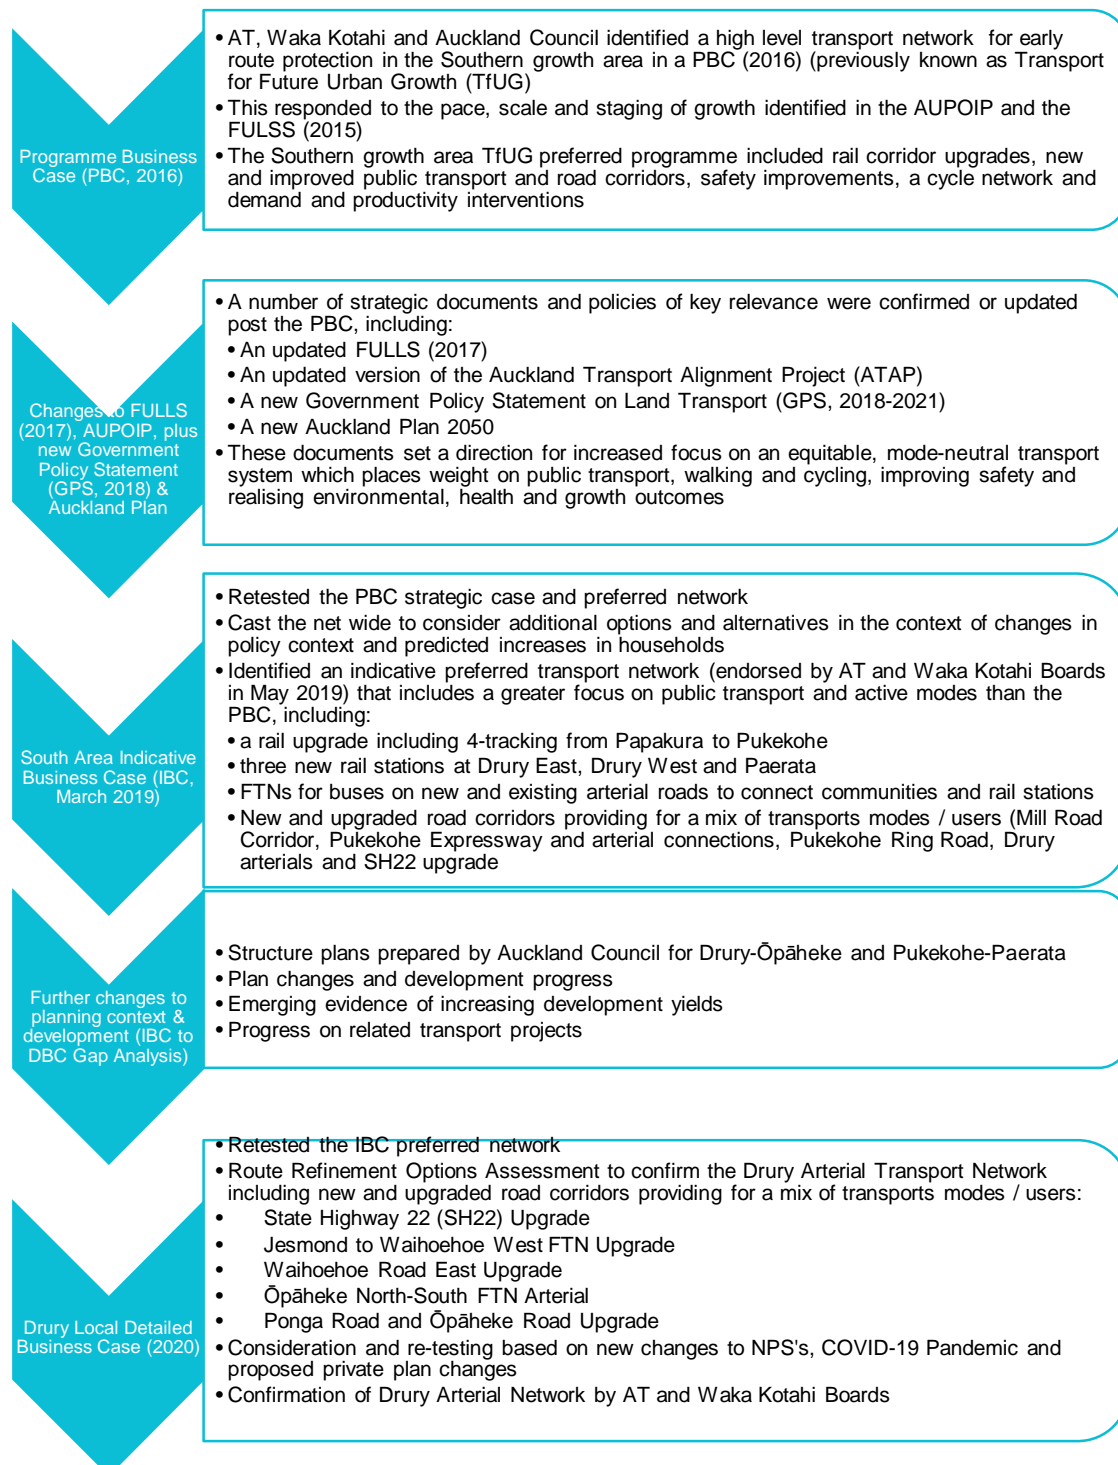 Programme Business
Case (PBC, 2016)
• AT, Waka Kotahi and Auckland Council identified a high level transport network for early
route protection in the Southern growth area in a PBC (2016) (previously known as Transport
for Future Urban Growth (TfUG)
• This responded to the pace, scale and staging of growth identified in the AUPOIP and the
FULSS (2015)
• The Southern growth area TfUG preferred programme included rail corridor upgrades, new
and improved public transport and road corridors, safety improvements, a cycle network and
demand and productivity interventions
Changes to FULLS
(2017), AUPOIP, plus
new Government
Policy Statement
(GPS, 2018) &
Auckland Plan
• A number of strategic documents and policies of key relevance were confirmed or updated
post the PBC, including:
• An updated FULLS (2017)
• An updated version of the Auckland Transport Alignment Project (ATAP)
• A new Government Policy Statement on Land Transport (GPS, 2018-2021)
• A new Auckland Plan 2050
• These documents set a direction for increased focus on an equitable, mode-neutral transport
system which places weight on public transport, walking and cycling, improving safety and
realising environmental, health and growth outcomes
South Area Indicative
Business Case (IBC,
March 2019)
• Retested the PBC strategic case and preferred network
• Cast the net wide to consider additional options and alternatives in the context of changes in
policy context and predicted increases in households
• Identified an indicative preferred transport network (endorsed by AT and Waka Kotahi Boards
in May 2019) that includes a greater focus on public transport and active modes than the
PBC, including:
• a rail upgrade including 4-tracking from Papakura to Pukekohe
• three new rail stations at Drury East, Drury West and Paerata
• FTNs for buses on new and existing arterial roads to connect communities and rail stations
• New and upgraded road corridors providing for a mix of transports modes / users (Mill Road
Corridor, Pukekohe Expressway and arterial connections, Pukekohe Ring Road, Drury
arterials and SH22 upgrade
Further changes to
planning context &
development (IBC to
DBC Gap Analysis)
• Structure plans prepared by Auckland Council for Drury-Ōpāheke and Pukekohe-Paerata
• Plan changes and development progress
• Emerging evidence of increasing development yields
• Progress on related transport projects
Drury Local Detailed
Business Case (2020)
• Retested the IBC preferred network
• Route Refinement Options Assessment to confirm the Drury Arterial Transport Network
including new and upgraded road corridors providing for a mix of transports modes / users:
• State Highway 22 (SH22) Upgrade
• Jesmond to Waihoehoe West FTN Upgrade
• Waihoehoe Road East Upgrade
• Ōpāheke North-South FTN Arterial
• Ponga Road and Ōpāheke Road Upgrade
• Consideration and re-testing based on new changes to NPS's, COVID-19 Pandemic and
proposed private plan changes
• Confirmation of Drury Arterial Network by AT and Waka Kotahi Boards